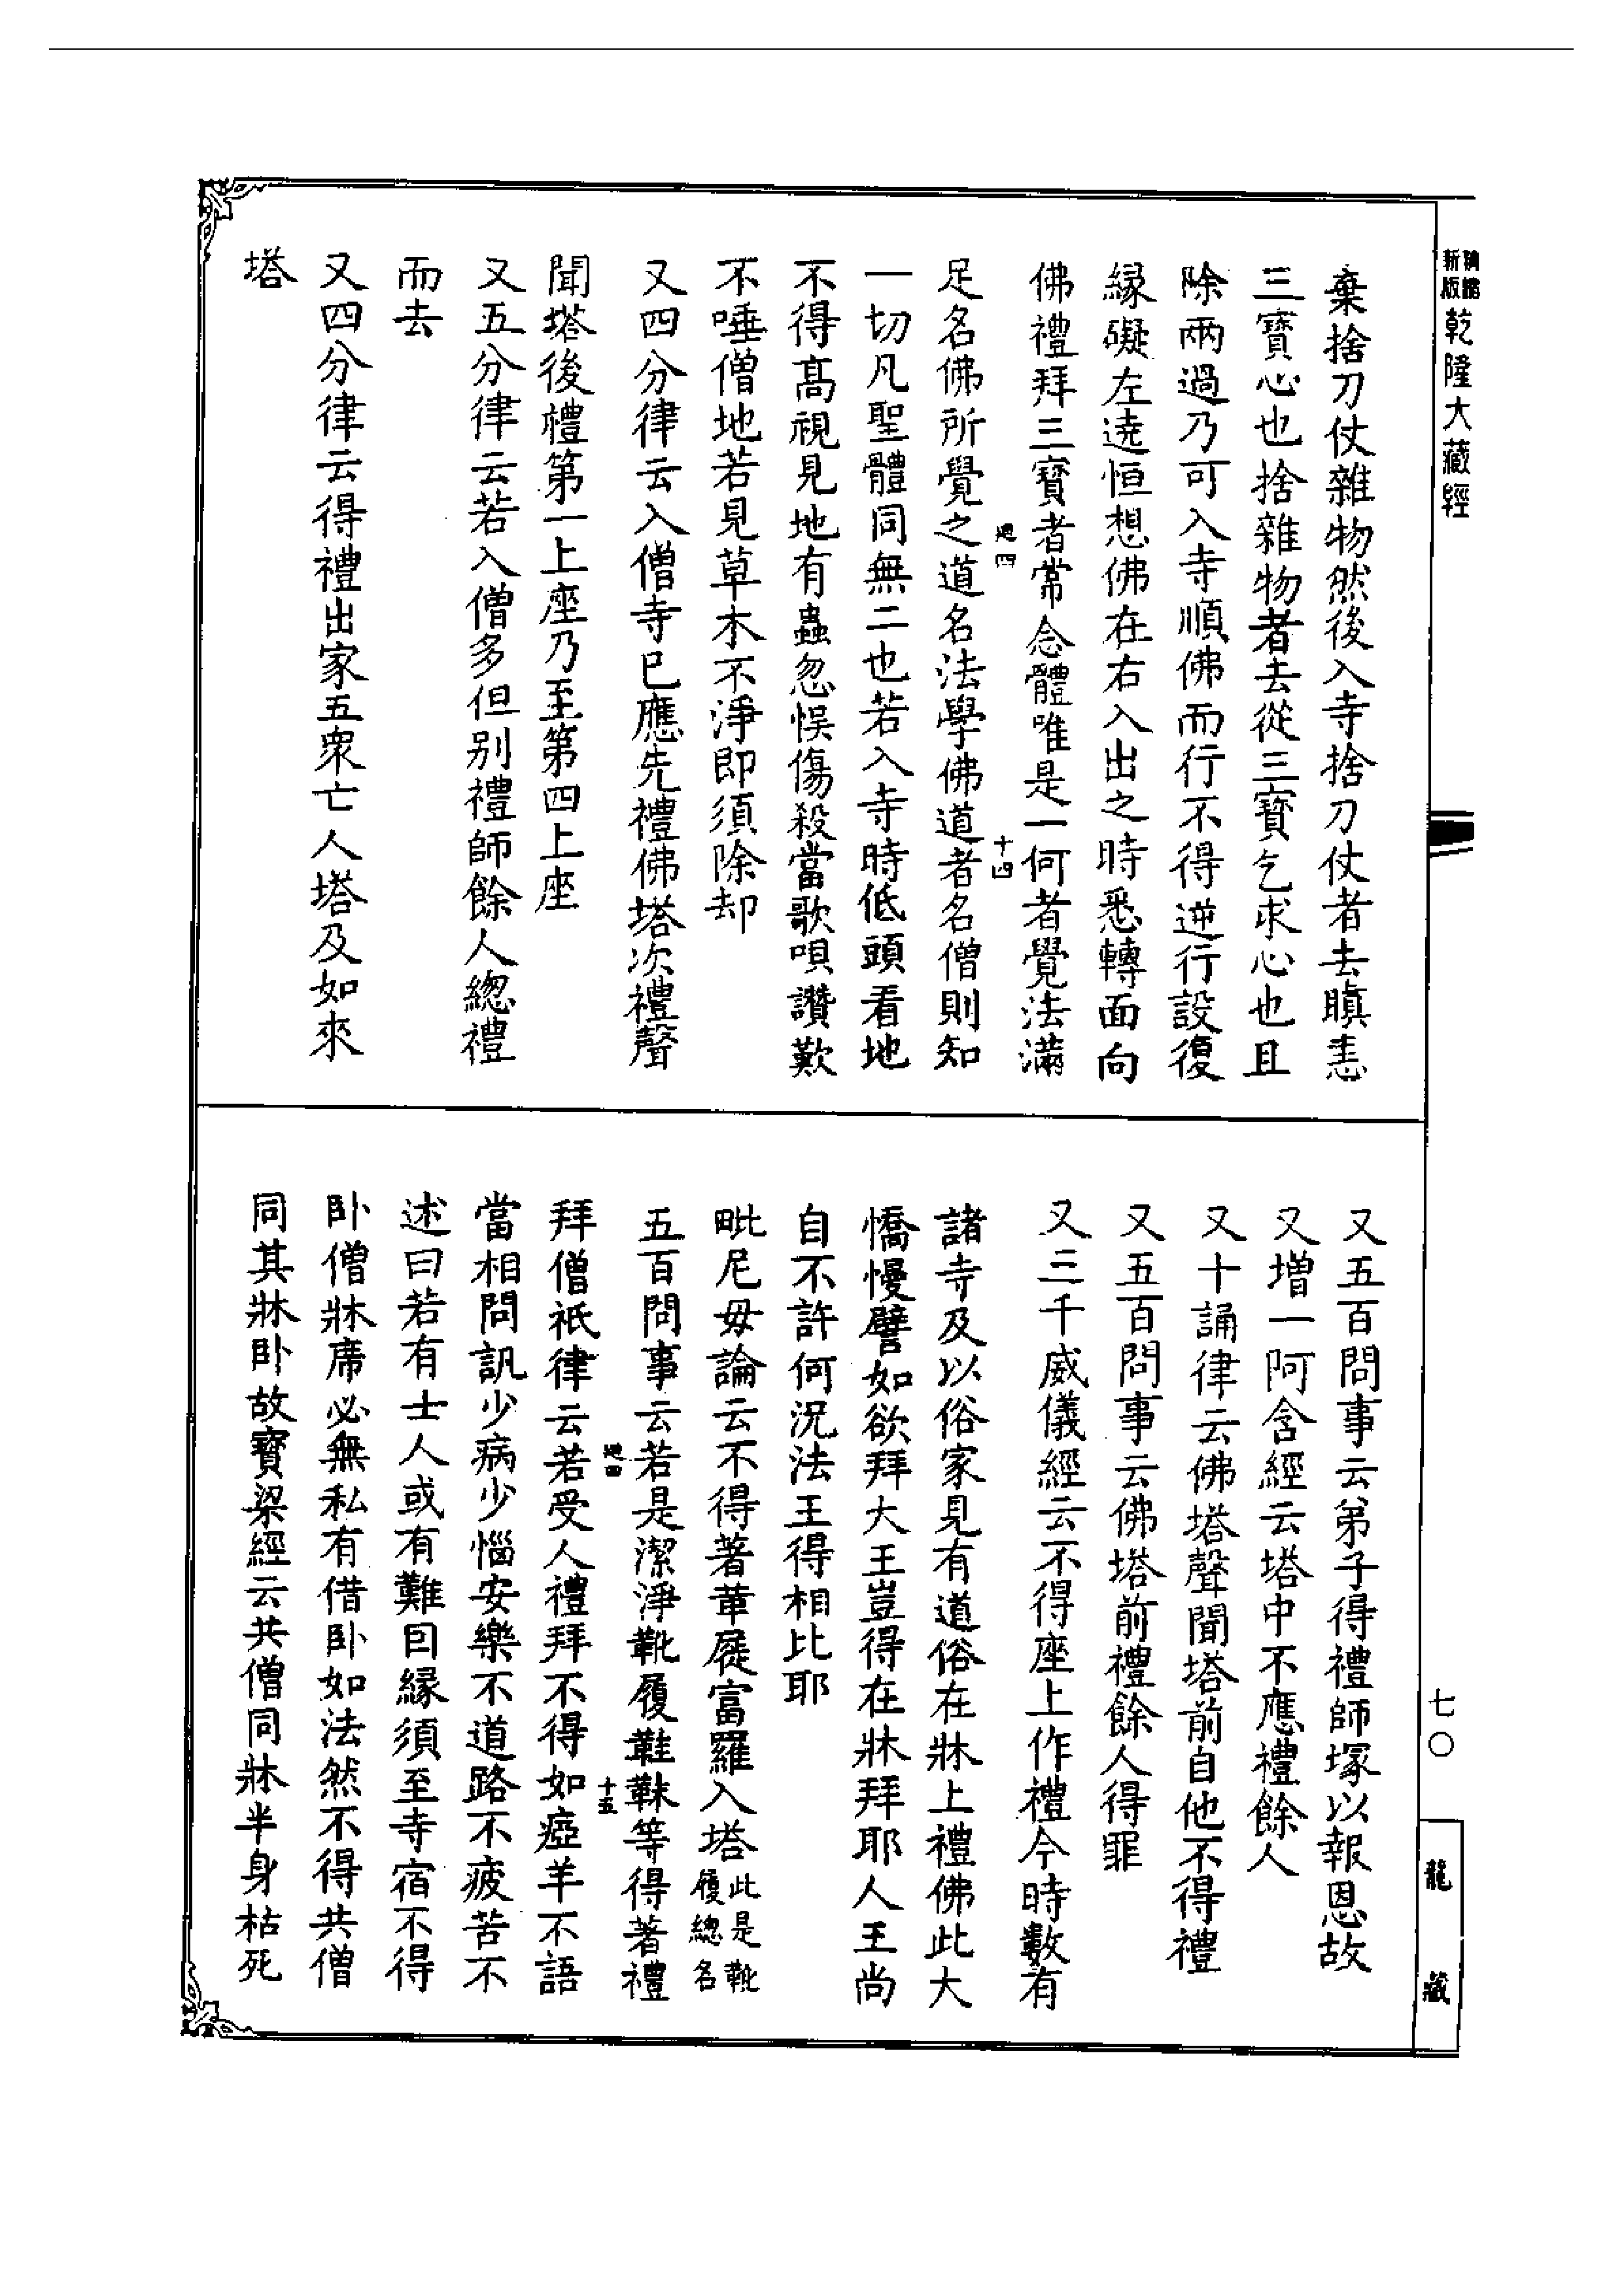 新版
乾隆大藏經
棄捨刀仗雜物然後入寺捨刀仗者去瞋恚
三寶心也捨雜物者去從三寶乞求心也且
除兩過乃可入寺順佛而行不得逆行設復
緣礙左遶恒想佛在右入出之時悉轉面向
佛禮拜三寶者常念體唯是一何者覺法滿
四
十四
足名佛所覺之道名法學佛道者名僧則知
一切凡聖體同無二也若入寺時低頭看地
不得高視見地有蟲忽悞傷殺當歌唄讚歎
不唾僧地若見草木不淨即須除却
又四分律云入僧寺已應先禮佛塔次禮聲
聞塔後禮第一上座乃至第四上座
又五分律云若入僧多但別禮師餘人總禮
而去
又四分律云得禮出家五眾亡人塔及如來
塔
又五百問事云弟子得禮師塚以報恩故
又增一阿含經云塔中不應禮餘人
又十誦律云佛塔聲聞塔前自他不得禮
又五百問事云佛塔前禮餘人得罪
又三千威儀經云不得座上作禮今時數有
諸寺及以俗家見有道俗在牀上禮佛此大
憍慢譬如欲拜大王豈得在牀拜耶人王尚
自不許何況法王得相比耶
毗尼毋論云不得著革屣富羅入塔此是靴履總名
五百問事云若是潔淨靴履鞋靺等得著禮
四
十五
拜僧祇律云若受人禮拜不得如瘂羊不語
當相問訊少病少惱安樂不道路不疲苦不
述曰若有士人或有難因緣須至寺宿不得
臥僧牀席必無私有借臥如法然不得共僧
同其牀臥故寶梁經云共僧同牀半身枯死
七〇
龍藏